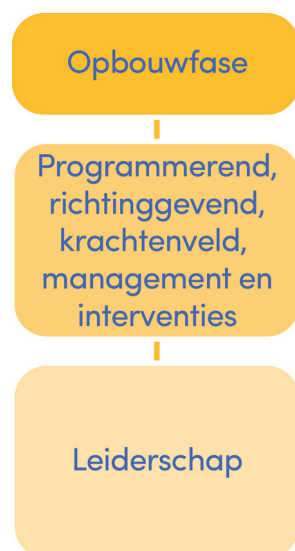 Opbouwfase
Programmerend,
richtinggevend,
krachtenveld,
management en
interventies
Leiderschap